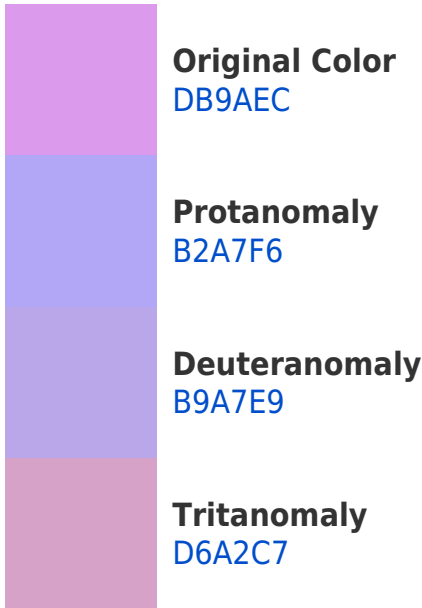 Original Color
DB9AEC
Protanomaly
B2A7F6
Deuteranomaly
B9A7E9
Tritanomaly
D6A2C7